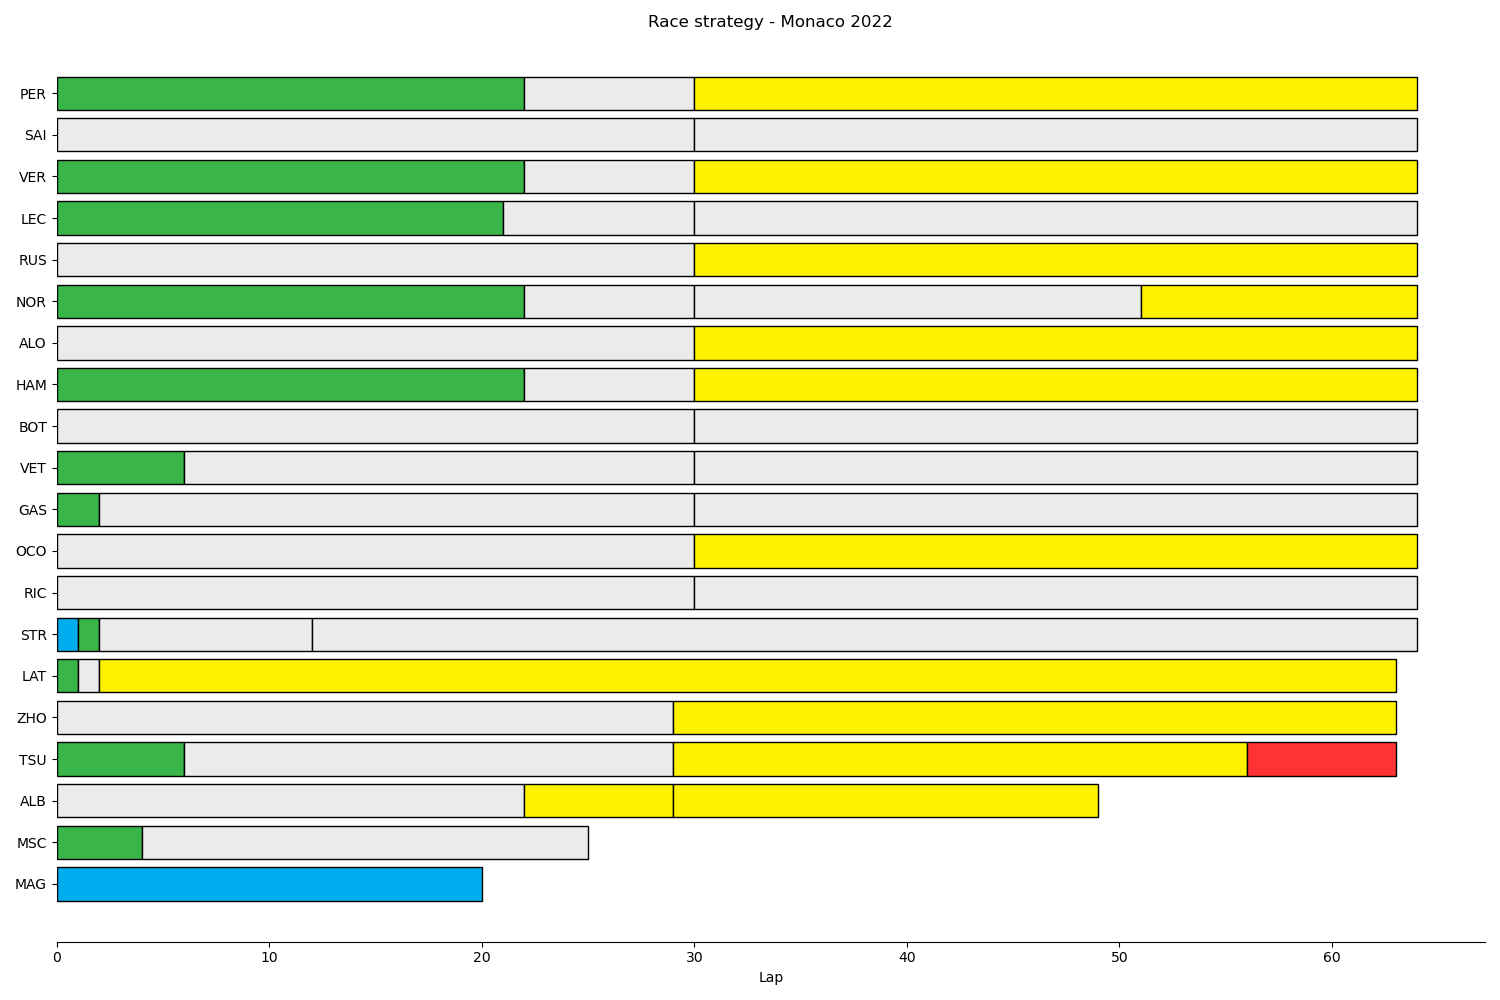 Race strategy - Monaco 2022
PER
SAI
VER
LEC
RUS
NOR
ALO
HAM
BOT
VET
GAS
OCO
RIC
STR
LAT
ZHO
TSU
ALB
MSC
MAG
0 10 20 30 40 50 60
Lap